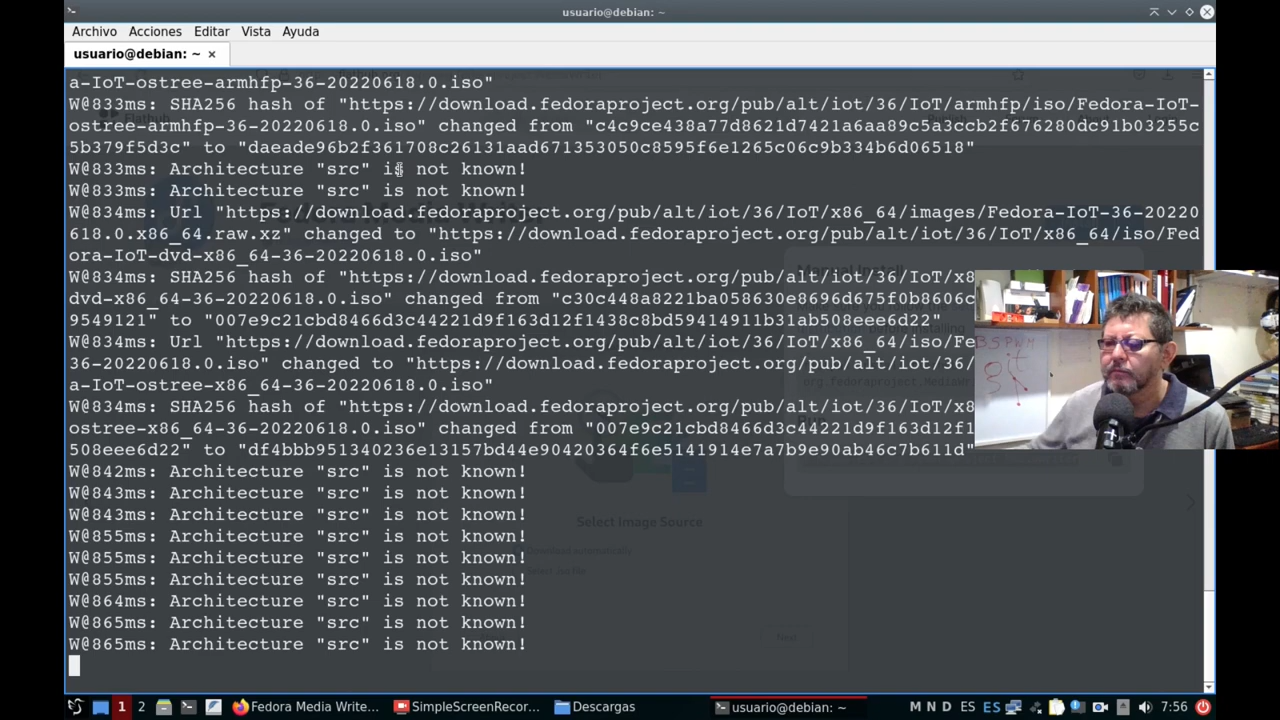 usuario@debian: ~
Archivo Acciones Editar Vista Ayuda
usuario@debian: ~ ×
a-IoT-ostree-armhfp-36-20220618.0.iso"
W@833ms: SHA256 hash of "https://download.fedoraproject.org/pub/alt/iot/36/IoT/armhfp/iso/Fedora-IoT-
ostree-armhfp-36-20220618.0.iso" changed from "c4c9ce438a77d8621d7421a6aa89c5a3ccb2f676280dc91b03255c
5b379f5d3c" to "daeade96b2f361708c26131aad671353050c8595f6e1265c06c9b334b6d06518"
W@833ms: Architecture "src" is not known!
W@833ms: Architecture "src" is not known!
W@834ms: Url "https://download.fedoraproject.org/pub/alt/iot/36/IoT/x86_64/images/Fedora-IoT-36-20220
618.0.x86_64.raw.xz" changed to "https://download.fedoraproject.org/pub/alt/iot/36/IoT/x86_64/iso/Fed
ora-IoT-dvd-x86_64-36-20220618.0.iso"
W@834ms: SHA256 hash of "https://download.fedoraproject.org/pub/alt/iot/36/IoT/x8
dvd-x86_64-36-20220618.0.iso" changed from "c30c448a8221ba058630e8696d675f0b8606c
9549121" to
W@834ms: Url "https://download.fedoraproject.org/pub/alt/iot/36/IoT/x86_64/iso/Fe
36-20220618.0.iso" changed to "https://download.fedoraproject.org/pub/alt/iot/36/
a-IoT-ostree-x86_64-36-20220618.0.iso"
W@834ms: SHA256 hash of "https://download.fedoraproject.org/pub/alt/iot/36/IoT/x8
ostree-x86_64-36-20220618.0.iso" changed from "007e9c21cbd8466d3c44221d9f163d12f1
508eee6d22" to "df4bbb951340236e13157bd44e90420364f6e5141914e7a7b9e90ab46c7b611d"
W@842ms: Architecture "src" is not known!
W@843ms: Architecture "src" is not known!
W@843ms: Architecture "src" is not known!
W@855ms: Architecture "src" is not known!
W@855ms: Architecture "src" is not known!
W@855ms: Architecture "src" is not known!
W@864ms: Architecture "src" is not known!
W@865ms: Architecture "src" is not known!
W@865ms: Architecture "src" is not known!
Manual Install
before installing
Select Image Source
Download automatically
Next
BSPWM
git
1 2 Fedora Media Write... SimpleScreenRecor... Descargas usuario@debian: ~ M N D ES ES 7:56